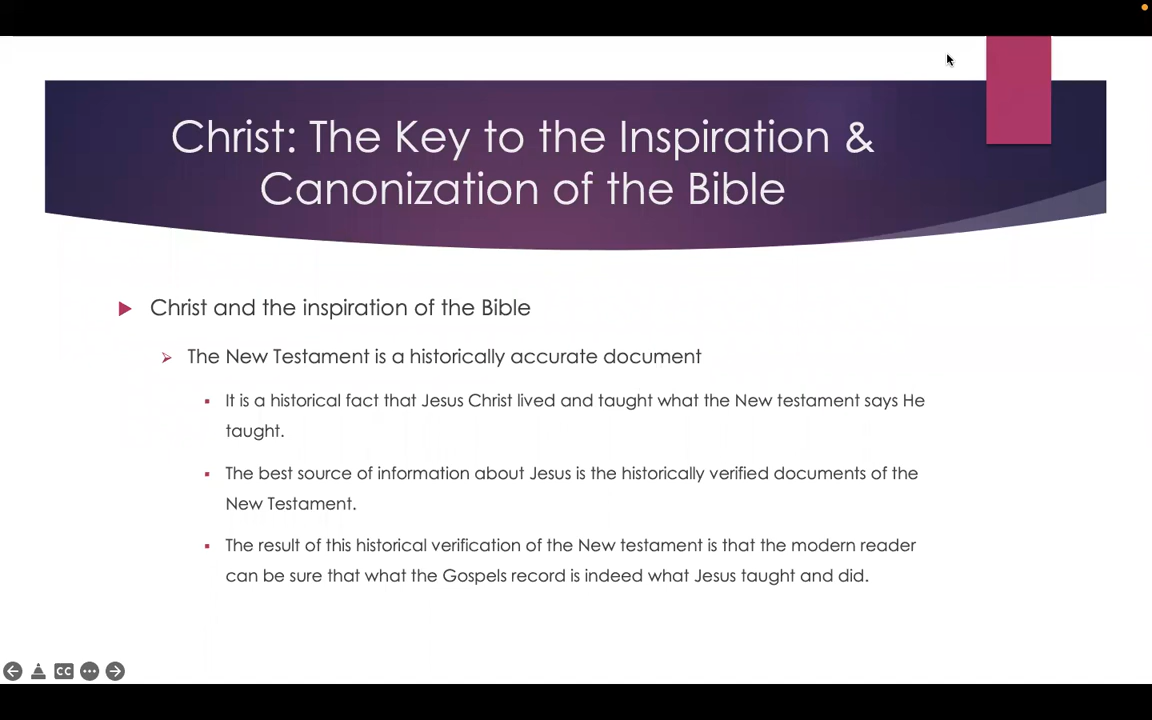 Christ: The Key to the Inspiration &
Canonization of the Bible
Christ and the inspiration of the Bible
The New Testament is a historically accurate document
It is a historical fact that Jesus Christ lived and taught what the New testament says He
taught.
The best source of information about Jesus is the historically verified documents of the
New Testament.
The result of this historical verification of the New testament is that the modern reader
can be sure that what the Gospels record is indeed what Jesus taught and did.
CC